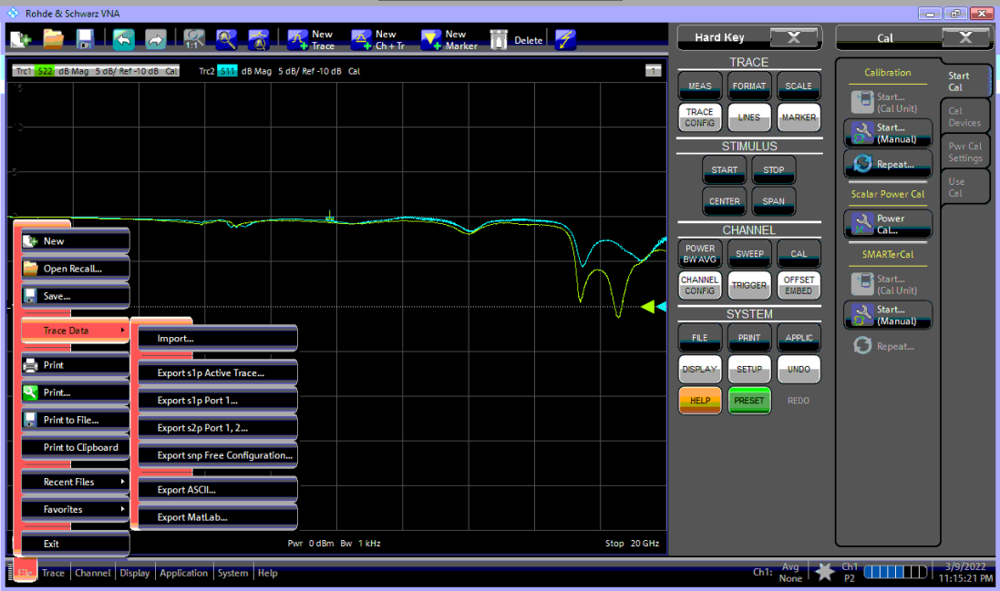 Rohde & Schwarz VNA
1:1
New
Trace
New
Ch + Tr
New
Marker
Delete
Trc1 S22 dB Mag 5 dB/ Ref -10 dB Cal
Trc2 S11 dB Mag 5 dB/ Ref -10 dB Cal
1
New
Open Recall...
Save...
Trace Data
Print
Print...
Print to File...
Print to Clipboard
Recent Files
Favorites
Exit
Import...
Export s1p Active Trace...
Export s1p Port 1...
Export s2p Port 1, 2...
Export snp Free Configuration...
Export ASCII...
Export MatLab...
Pwr 0 dBm Bw 1 kHz
Stop 20 GHz
File
Trace
Channel
Display
Application
System
Help
Hard Key
X
TRACE
MEAS
FORMAT
SCALE
TRACE
CONFIG
LINES
MARKER
STIMULUS
START
STOP
CENTER
SPAN
CHANNEL
POWER
BW AVG
SWEEP
CAL
CHANNEL
CONFIG
TRIGGER
OFFSET
EMBED
SYSTEM
FILE
PRINT
APPLIC
DISPLAY
SETUP
UNDO
HELP
PRESET
REDO
Cal
X
Calibration
Start...
(Cal Unit)
Start...
(Manual)
Repeat...
Scalar Power Cal
Power
Cal...
SMARTerCal
Start...
(Cal Unit)
Start...
(Manual)
Repeat...
Start
Cal
Cal
Devices
Pwr Cal
Settings
Use
Cal
Ch1:
Avg
None
Ch1
P2
3/9/2022
11:15:21 PM